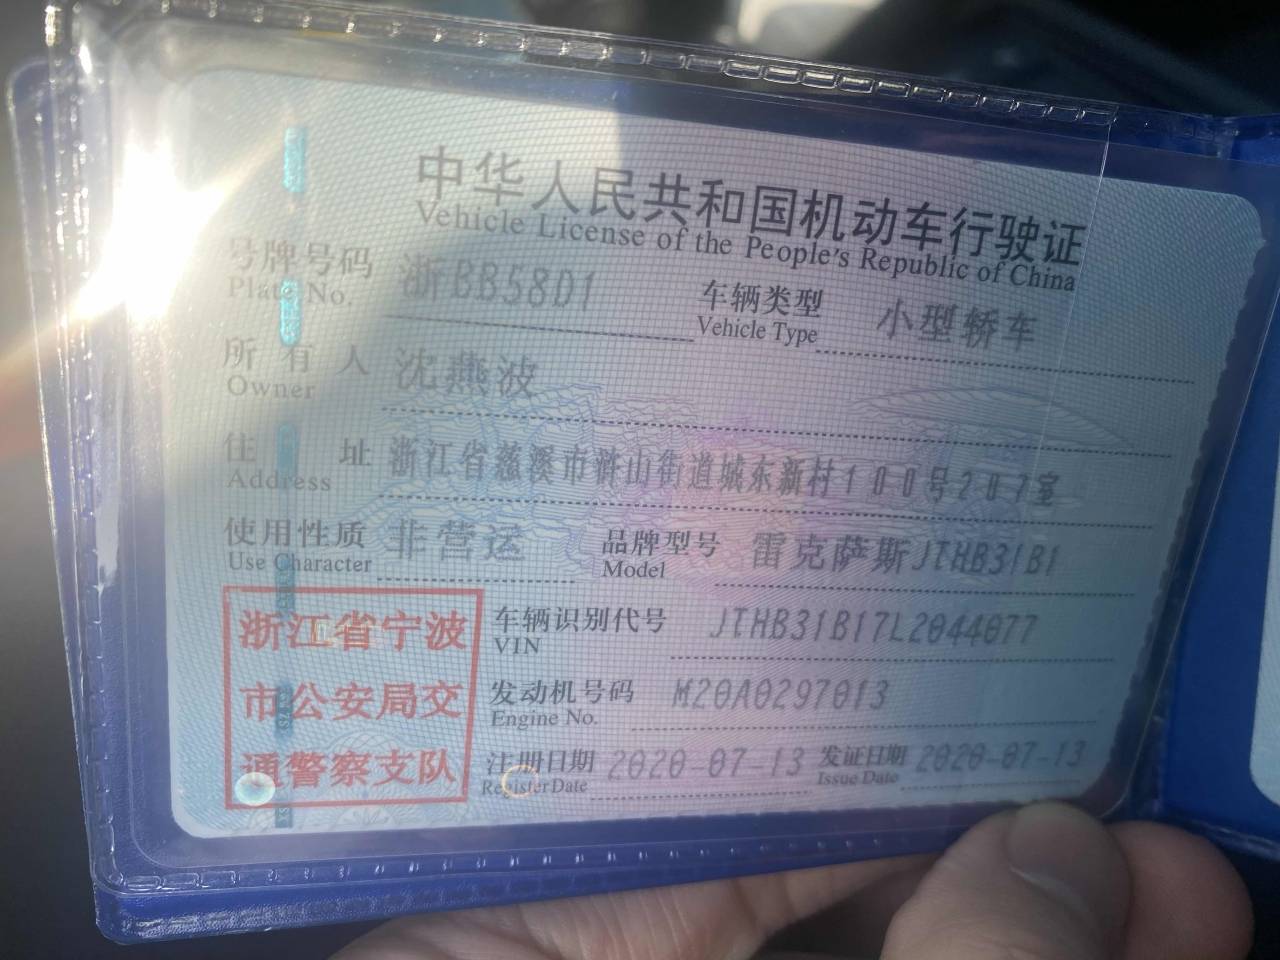 中华人民共和国机动车行驶证
Vehicle License of the People's Republic of China
号牌号码 浙BB58D1 车辆类型 小型轿车
Plate No. Vehicle Type
所有人 沈燕波
Owner
住址 浙江省慈溪市浒山街道城东新村100号207室
Address
使用性质 非营运 品牌型号 雷克萨斯JTHB31B1
Use Character Model
浙江省宁波
市公安局交
通警察支队
车辆识别代号 JTHB31B17L2044077
VIN
发动机号码 M20A0297013
Engine No.
注册日期 2020-07-13 发证日期 2020-07-13
Register Date Issue Date